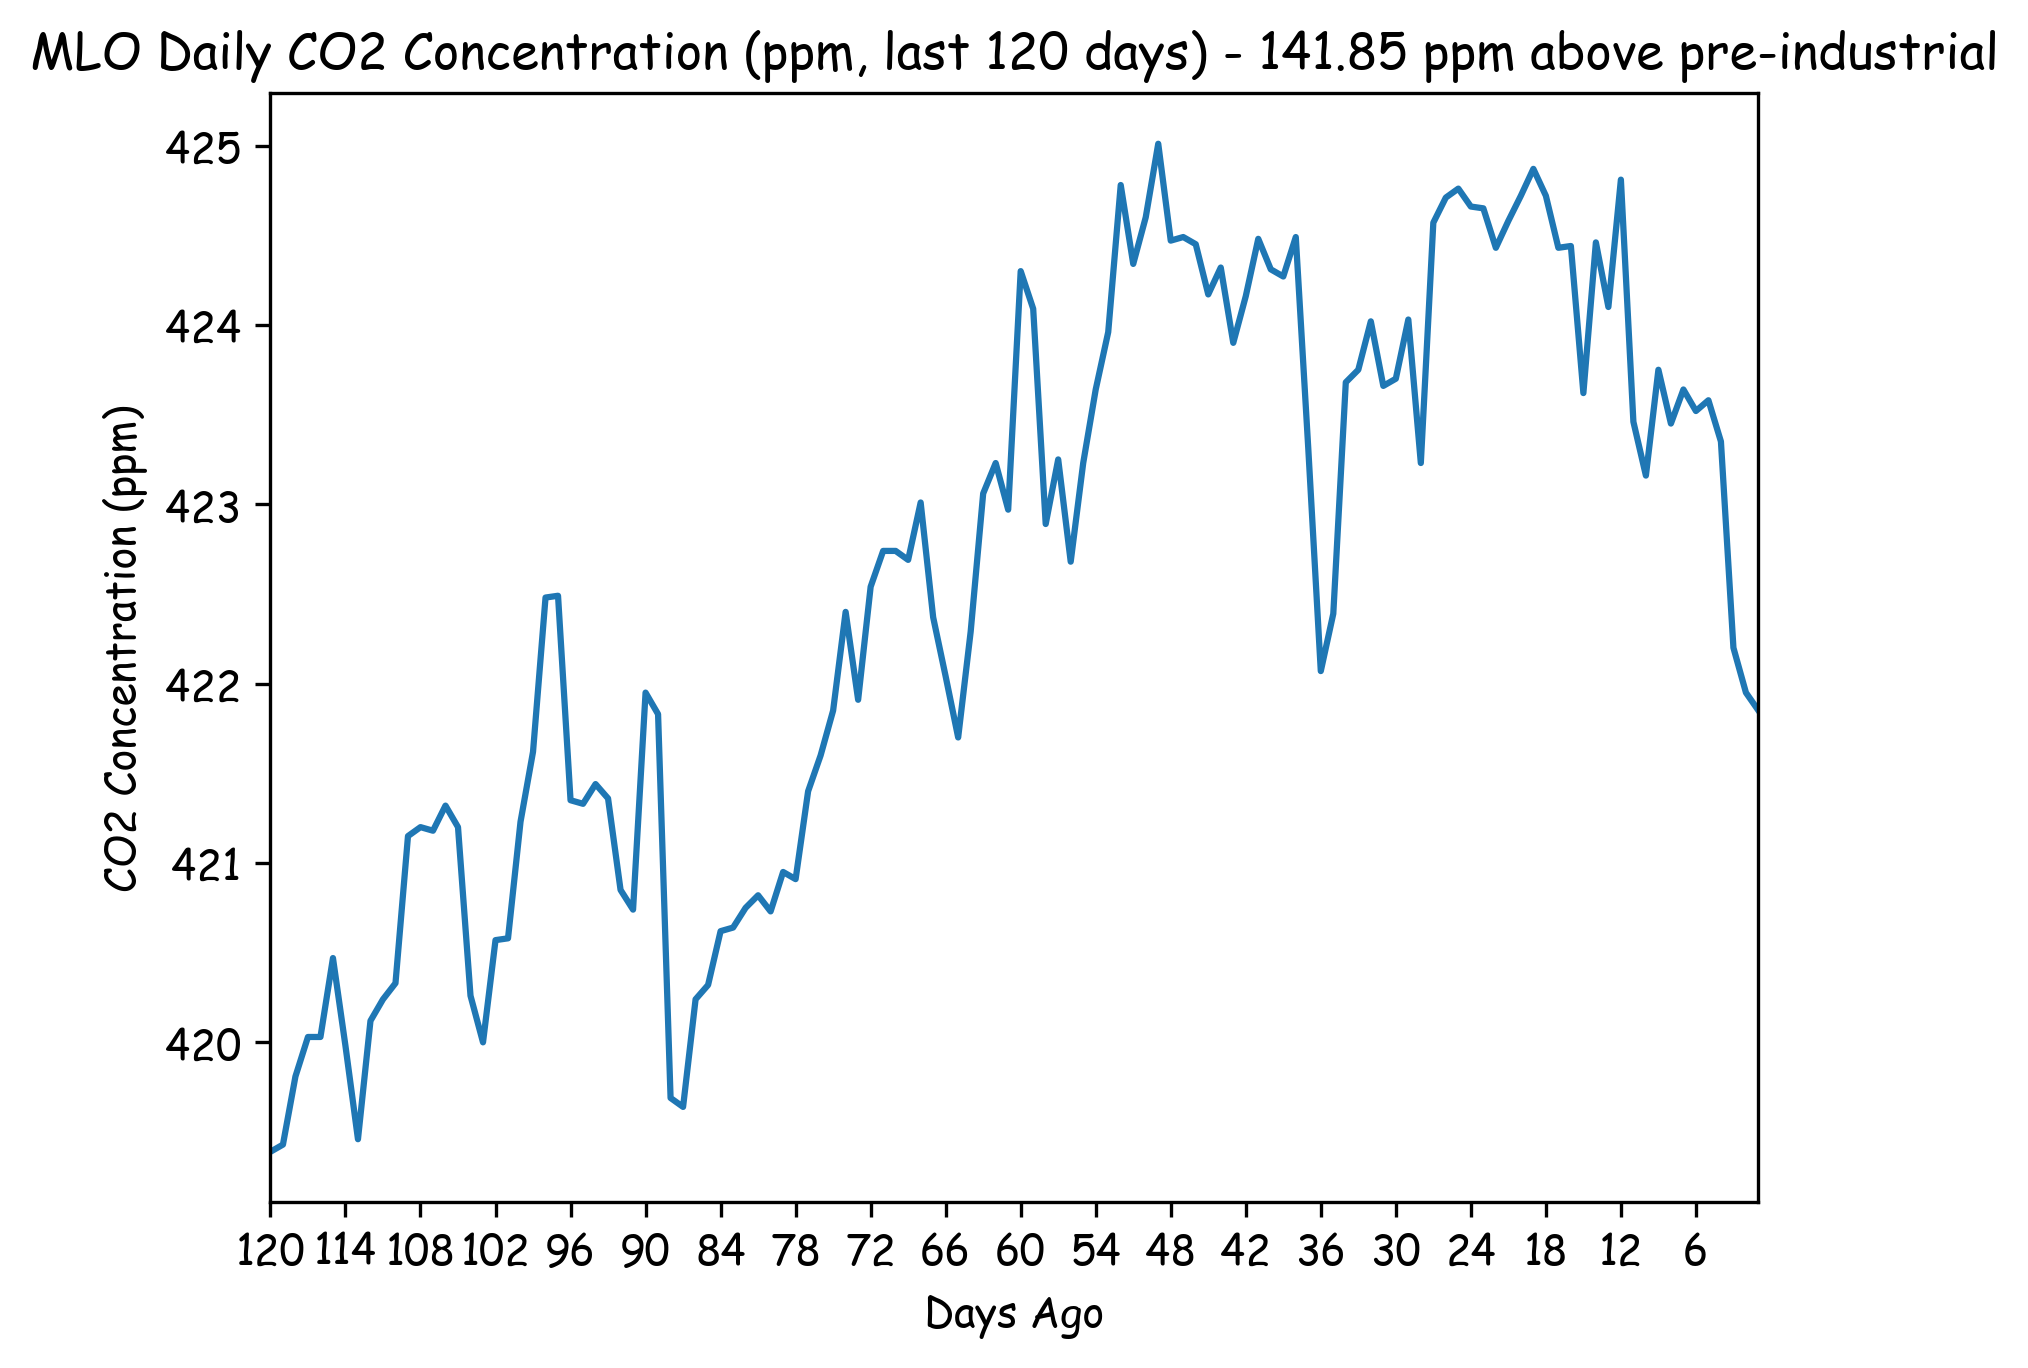 MLO Daily CO2 Concentration (ppm, last 120 days) - 141.85 ppm above pre-industrial
425
424
423
422
421
420
CO2 Concentration (ppm)
120 114 108 102 96 90 84 78 72 66 60 54 48 42 36 30 24 18 12 6
Days Ago